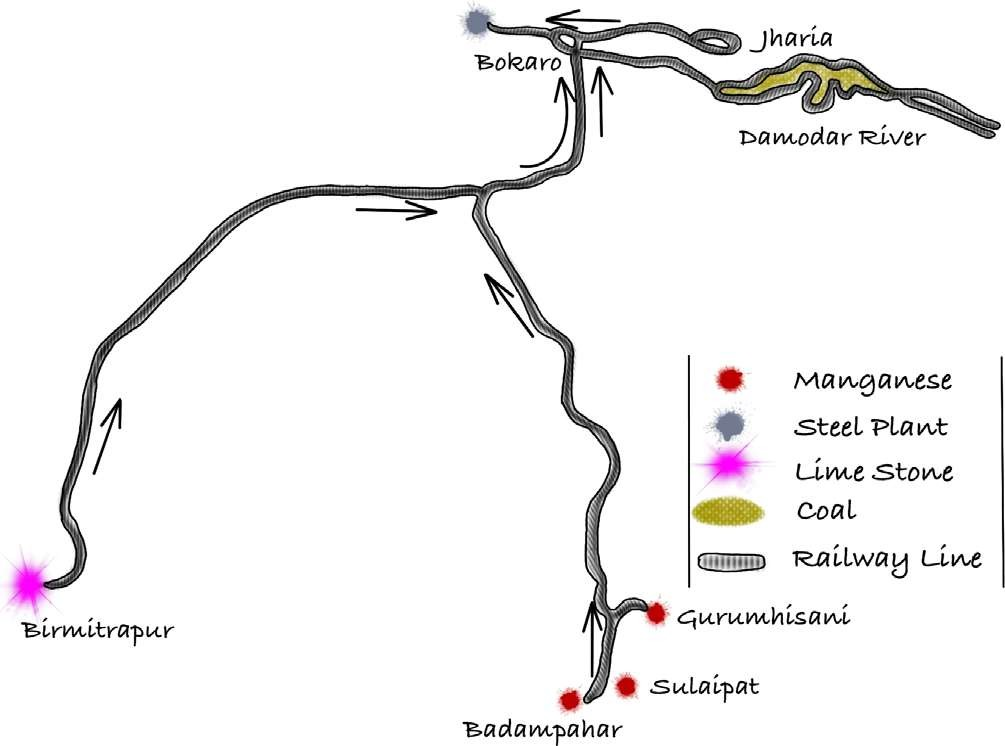 Jharia
Bokaro
Damodar River
Manganese
Steel Plant
Lime Stone
Coal
Railway Line
Birmitrapur
Gurumhisani
Sulaipat
Badampahar